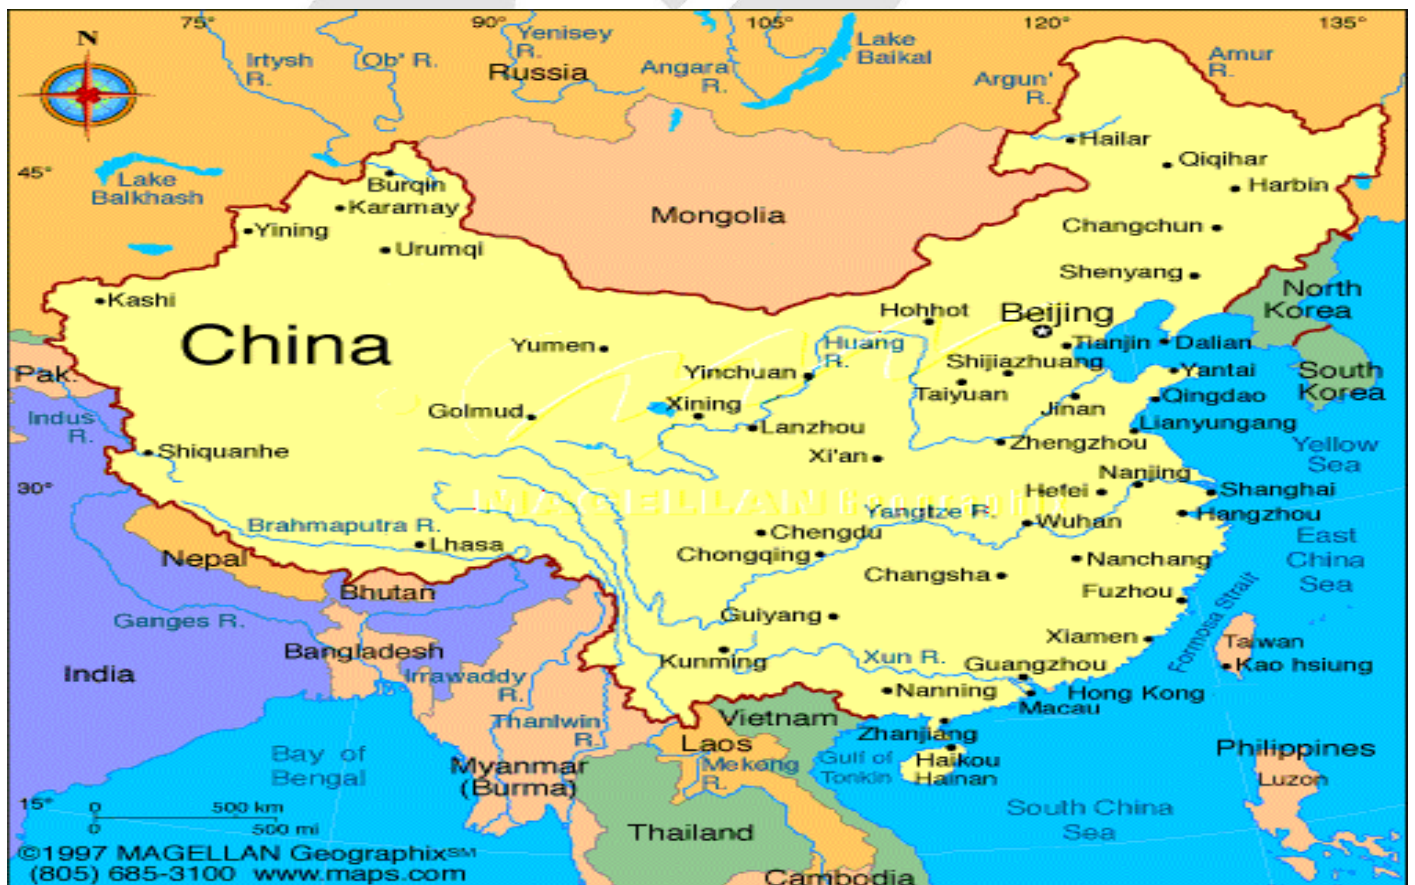 75°
90°
105°
120°
135°
N
Irtysh
R.
Ob' R.
Yenisey
R.
Russia
Angara
R.
Lake
Baikal
Argun'
R.
Amur
R.
45°
Lake
Balkhash
Burqin
Karamay
Yining
Urumqi
Mongolia
Hailar
Qiqihar
Harbin
Changchun
Shenyang
Kashi
China
Yumen
Hohhot
Beijing
Huang
R.
Tianjin
Dalian
North
Korea
Shijiazhuang
Yinchuan
Taiyuan
Yantai
South
Korea
Pak.
Golmud
Xining
Jinan
Qingdao
Indus
R.
Lanzhou
Lianyungang
Zhengzhou
Yellow
Sea
Shiquanhe
Xi'an
Nanjing
30°
Hefei
Shanghai
MAGELLAN Geographix
Yangtze R.
Wuhan
Hangzhou
Brahmaputra R.
Lhasa
Chengdu
Chongqing
East
China
Sea
Nepal
Nanchang
Changsha
Bhutan
Fuzhou
Ganges R.
Guiyang
Formosa Strait
Xiamen
Taiwan
Bangladesh
Kunming
Xun R.
Guangzhou
Kao hsiung
India
Irrawaddy
R.
Nanning
Hong Kong
Macau
Thanlwin
R.
Vietnam
Zhanjiang
Laos
Mekong
R.
Gulf of
Tonkin
Haikou
Hainan
Philippines
Luzon
Bay of
Bengal
Myanmar
(Burma)
15°
0 500 km
0 500 mi
South China
Sea
Thailand
©1997 MAGELLAN Geographix℠
(805) 685-3100 www.maps.com
Cambodia